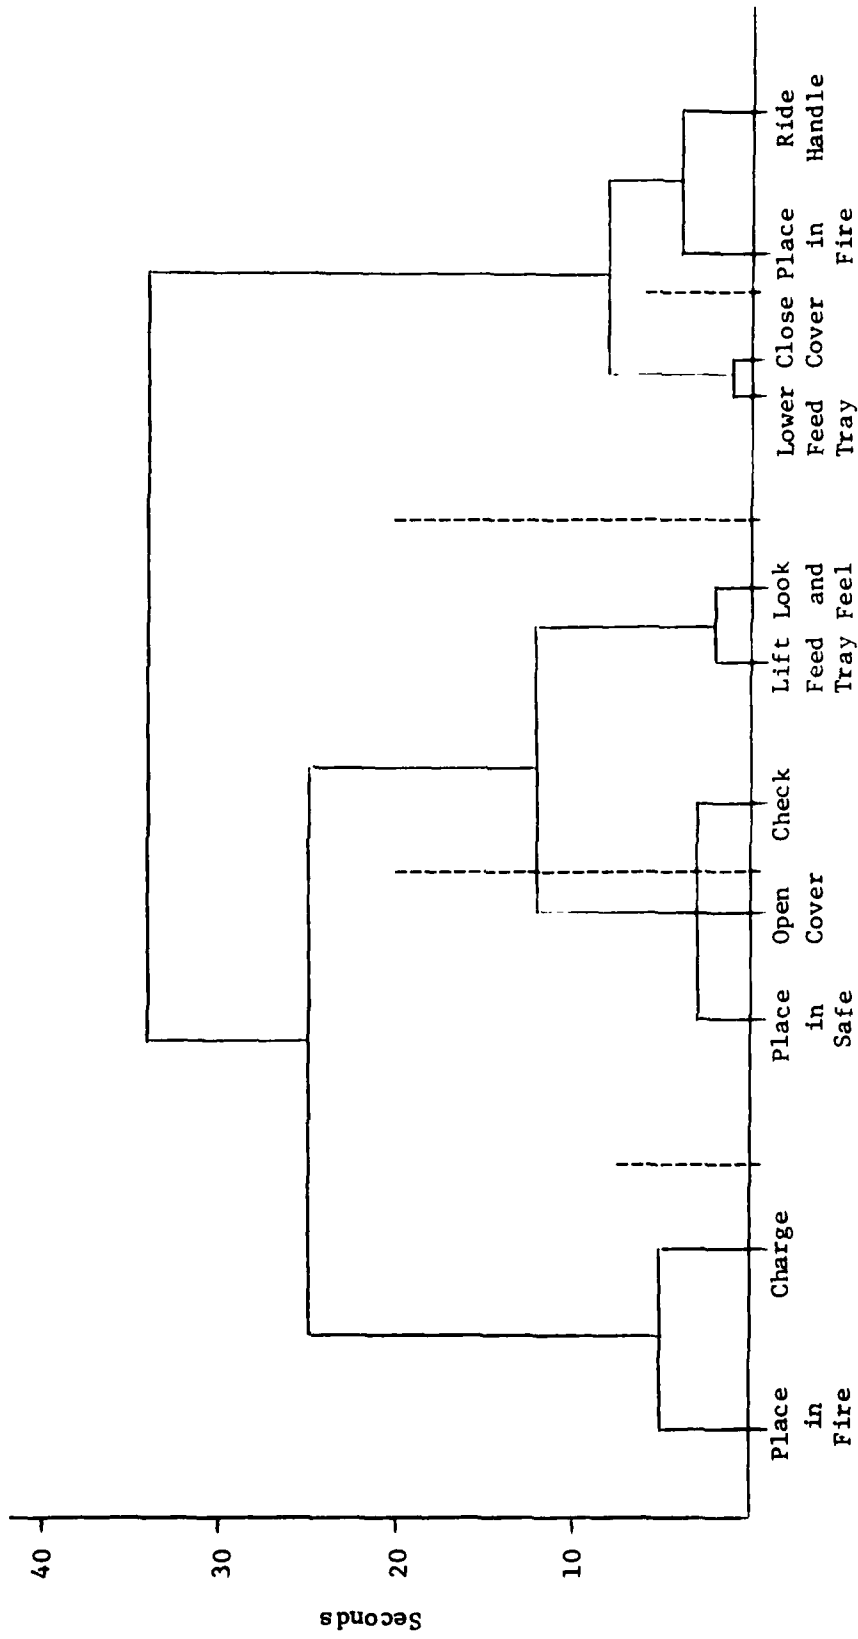 Seconds
40
30
20
10
Place
in
Fire
Charge
Place
in
Safe
Open
Cover
Check
Lift
Feed
Tray
Look
and
Feel
Lower
Feed
Tray
Close
Cover
Place
in
Fire
Ride
Handle